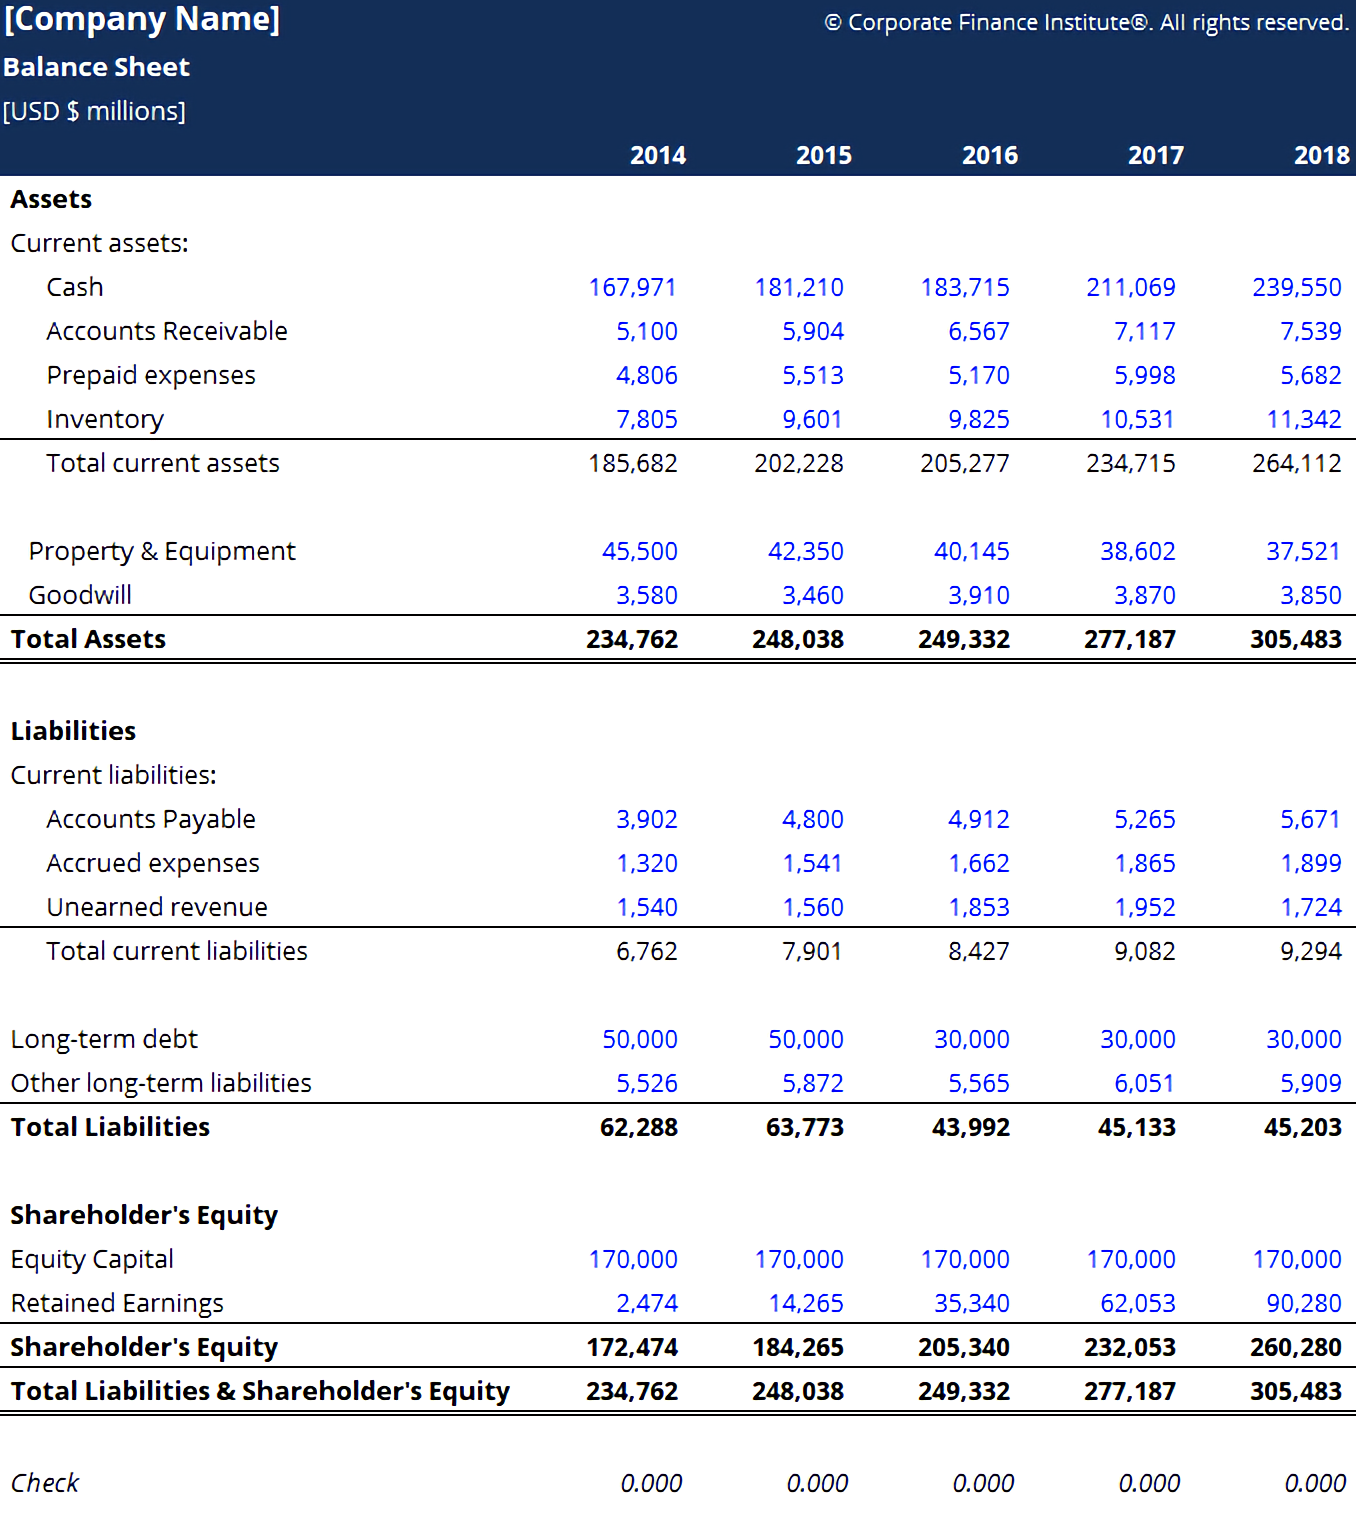 [Company Name] © Corporate Finance Institute®. All rights reserved.
Balance Sheet
[USD $ millions]
2014 2015 2016 2017 2018
Assets
Current assets:
Cash 167,971 181,210 183,715 211,069 239,550
Accounts Receivable 5,100 5,904 6,567 7,117 7,539
Prepaid expenses 4,806 5,513 5,170 5,998 5,682
Inventory 7,805 9,601 9,825 10,531 11,342
Total current assets 185,682 202,228 205,277 234,715 264,112
Property & Equipment 45,500 42,350 40,145 38,602 37,521
Goodwill 3,580 3,460 3,910 3,870 3,850
Total Assets 234,762 248,038 249,332 277,187 305,483
Liabilities
Current liabilities:
Accounts Payable 3,902 4,800 4,912 5,265 5,671
Accrued expenses 1,320 1,541 1,662 1,865 1,899
Unearned revenue 1,540 1,560 1,853 1,952 1,724
Total current liabilities 6,762 7,901 8,427 9,082 9,294
Long-term debt 50,000 50,000 30,000 30,000 30,000
Other long-term liabilities 5,526 5,872 5,565 6,051 5,909
Total Liabilities 62,288 63,773 43,992 45,133 45,203
Shareholder's Equity
Equity Capital 170,000 170,000 170,000 170,000 170,000
Retained Earnings 2,474 14,265 35,340 62,053 90,280
Shareholder's Equity 172,474 184,265 205,340 232,053 260,280
Total Liabilities & Shareholder's Equity 234,762 248,038 249,332 277,187 305,483
Check 0.000 0.000 0.000 0.000 0.000